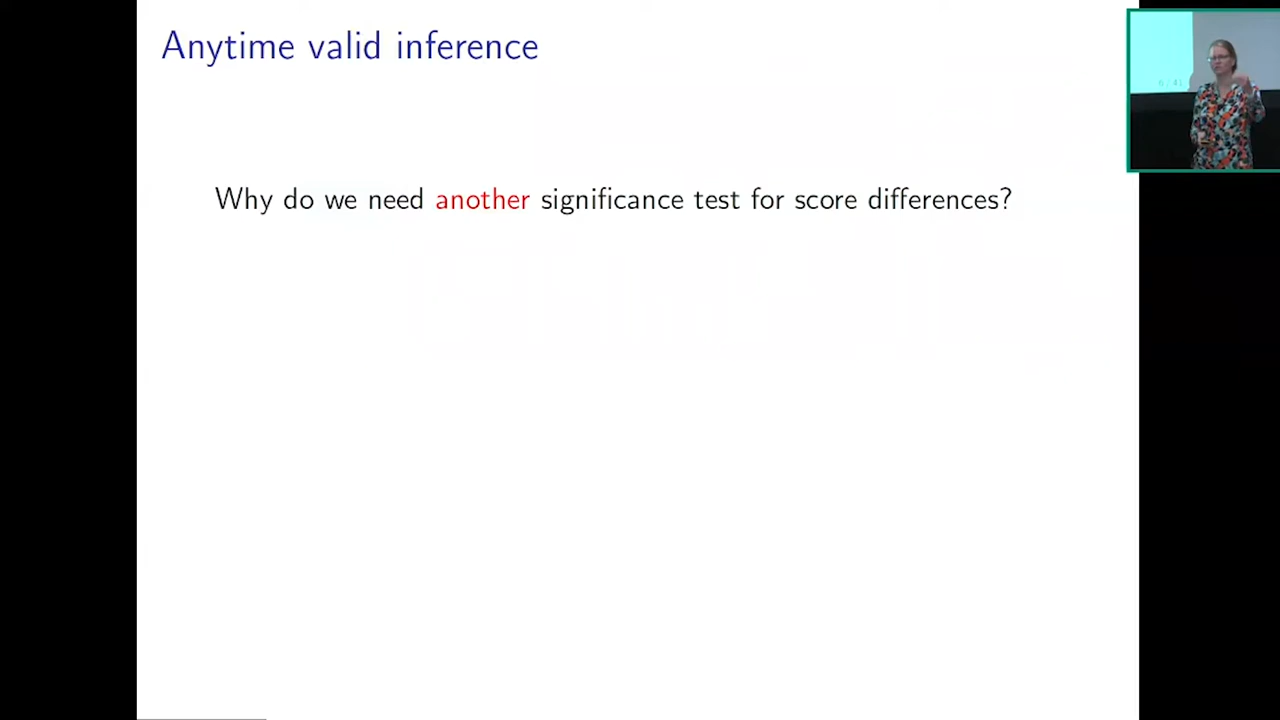 Anytime valid inference
Why do we need another significance test for score differences?